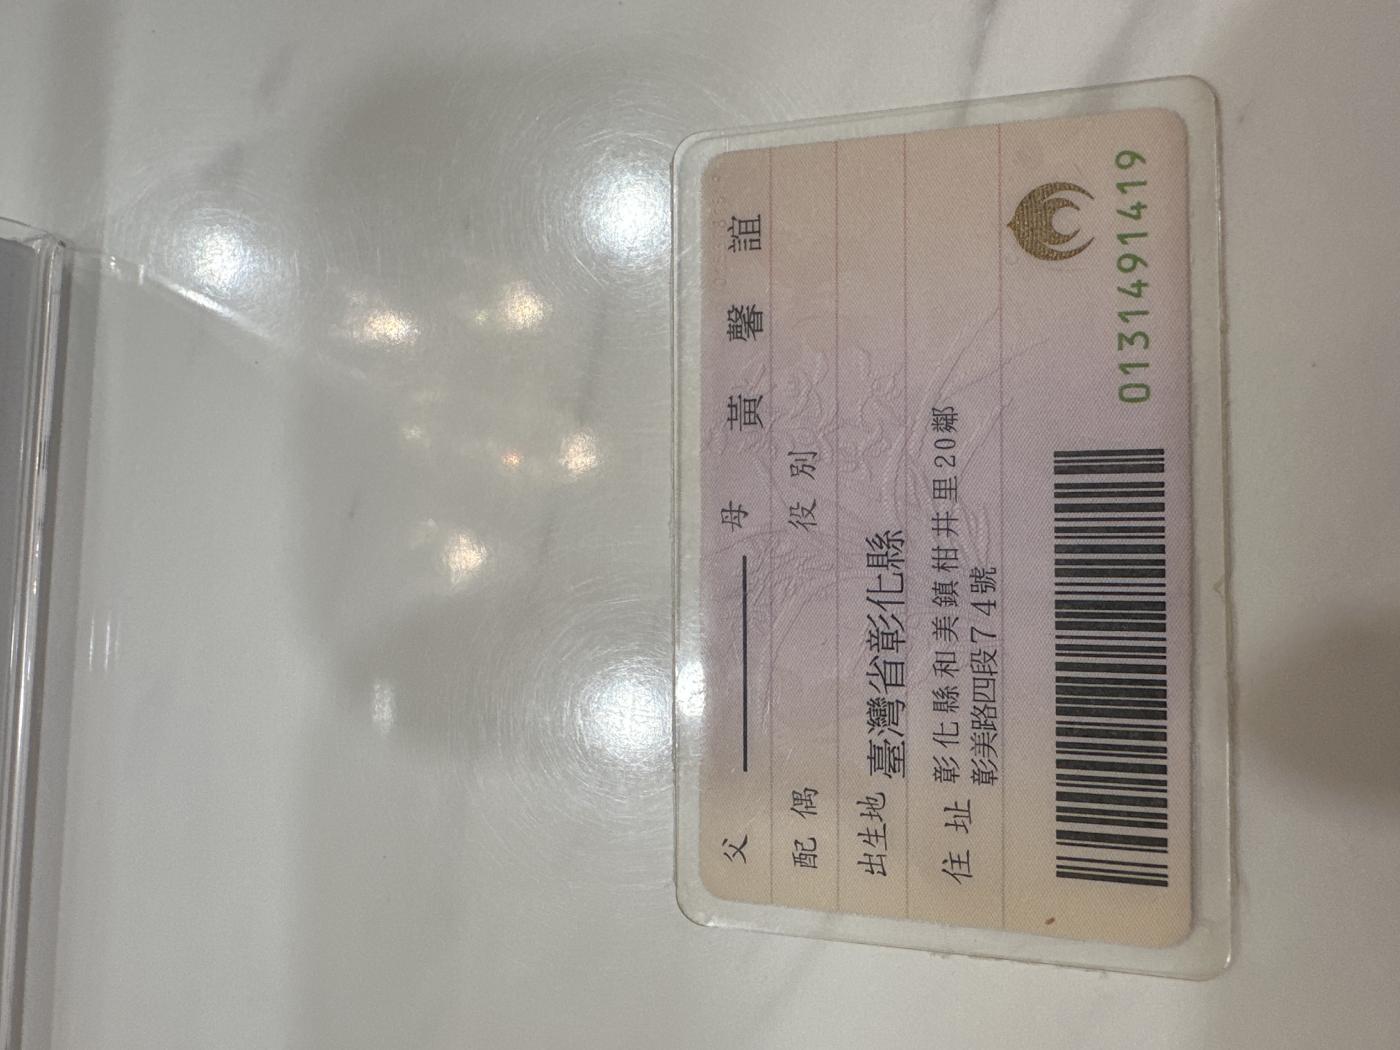 父 ——— 母 黃馨誼
配偶 役別
出生地 臺灣省彰化縣
住址 彰化縣和美鎮柑井里20鄰
彰美路四段74號
0131491419